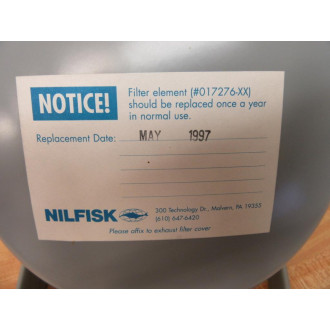 NOTICE!
Filter element (#017276-XX)
should be replaced once a year
in normal use.
Replacement Date: MAY 1997
NILFISK
300 Technology Dr., Malvern, PA 19355
(610) 647-6420
Please affix to exhaust filter cover